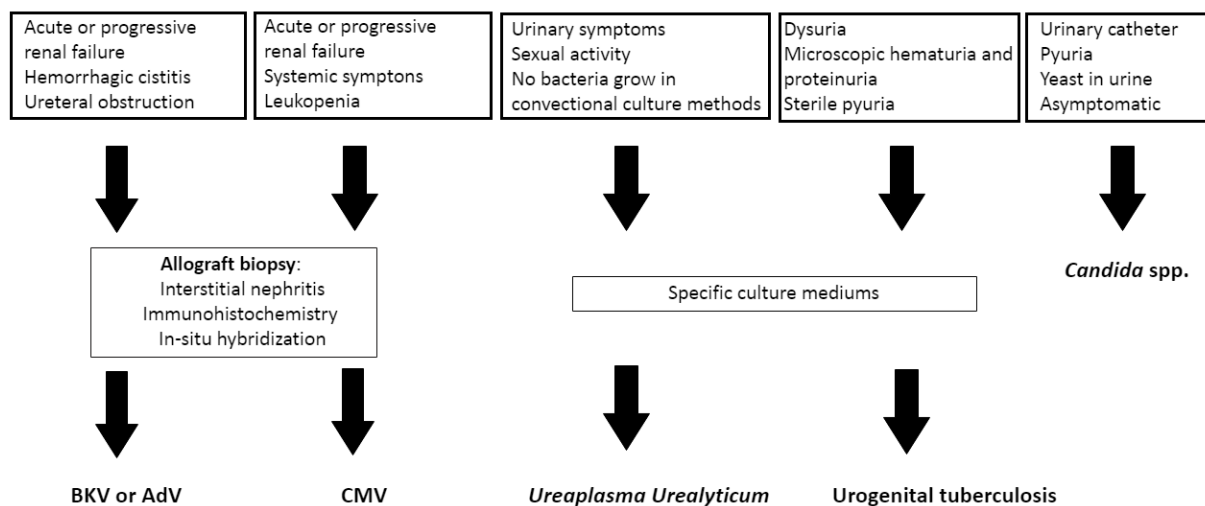 Acute or progressive
renal failure
Hemorrhagic cistitis
Ureteral obstruction
Acute or progressive
renal failure
Systemic symptons
Leukopenia
Urinary symptoms
Sexual activity
No bacteria grow in
convectional culture methods
Dysuria
Microscopic hematuria and
proteinuria
Sterile pyuria
Urinary catheter
Pyuria
Yeast in urine
Asymptomatic
Allograft biopsy:
Interstitial nephritis
Immunohistochemistry
In-situ hybridization
Specific culture mediums
Candida spp.
BKV or AdV
CMV
Ureaplasma Urealyticum
Urogenital tuberculosis